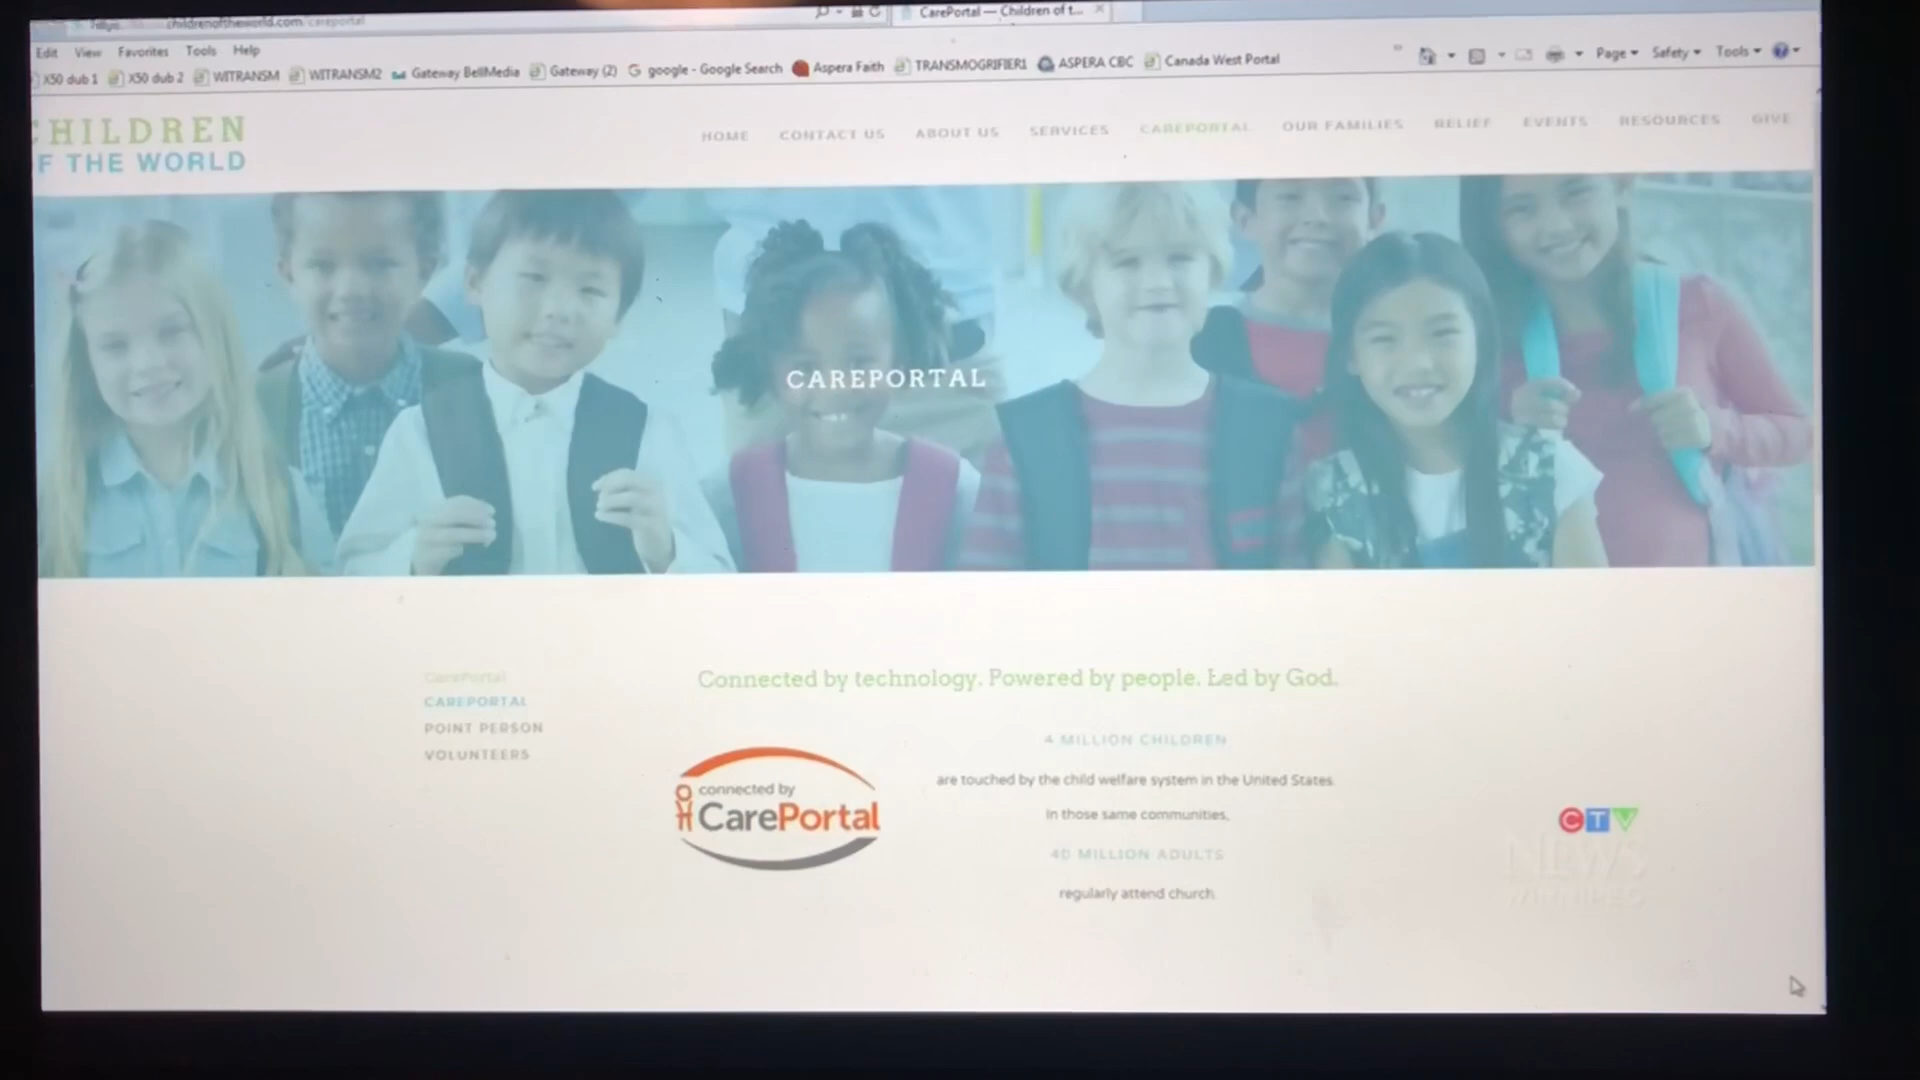 childrenoftheworld.com/careportal
CarePortal — Children of t...
Edit View Favorites Tools Help
X50 dub 1 X50 dub 2 WITRANSM WITRANSM2 Gateway BellMedia Gateway (2) google - Google Search Aspera Faith TRANSMOGRIFIER1 ASPERA CBC Canada West Portal
Page Safety Tools
CHILDREN
OF THE WORLD
HOME CONTACT US ABOUT US SERVICES CAREPORTAL OUR FAMILIES RELIEF EVENTS RESOURCES GIVE
CAREPORTAL
CarePortal
CAREPORTAL
POINT PERSON
VOLUNTEERS
Connected by technology. Powered by people. Led by God.
connected by
CarePortal
4 MILLION CHILDREN
are touched by the child welfare system in the United States.
In those same communities,
40 MILLION ADULTS
regularly attend church.
CTV
NEWS
WINNIPEG